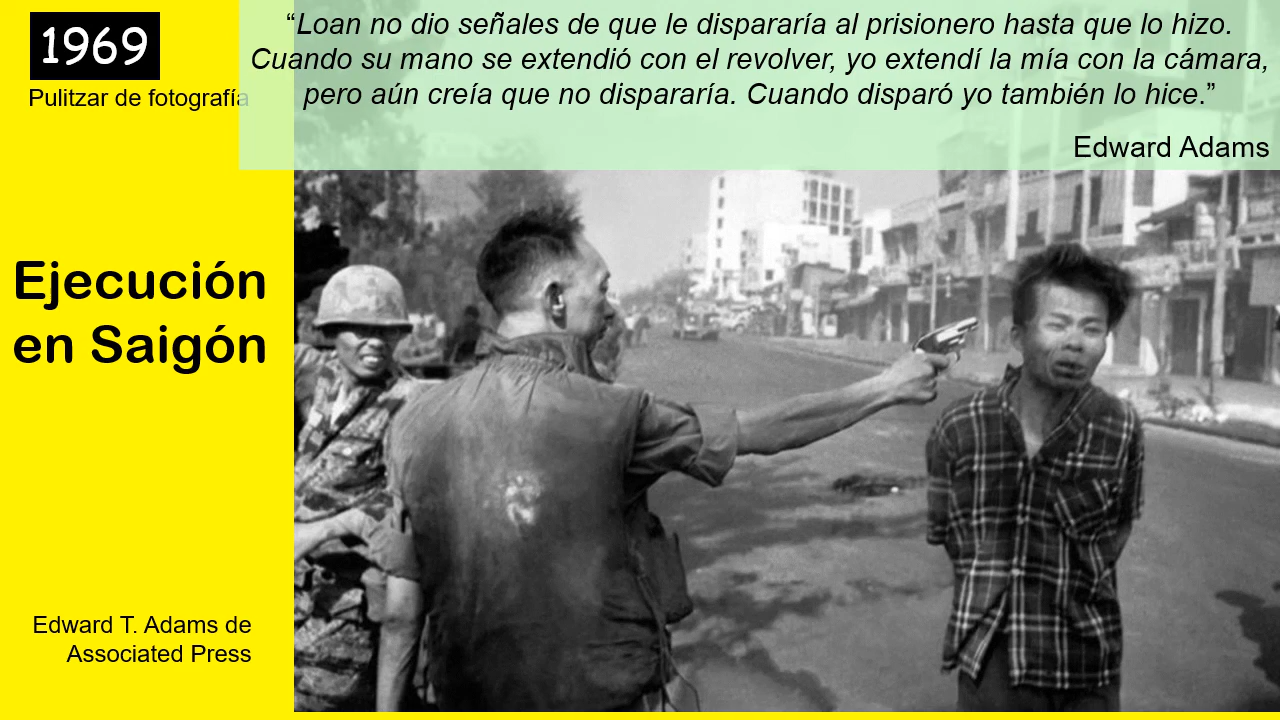 1969
Pulitzar de fotografía
“Loan no dio señales de que le dispararía al prisionero hasta que lo hizo.
Cuando su mano se extendió con el revolver, yo extendí la mía con la cámara,
pero aún creía que no dispararía. Cuando disparó yo también lo hice.”
Edward Adams
Ejecución
en Saigón
Edward T. Adams de
Associated Press